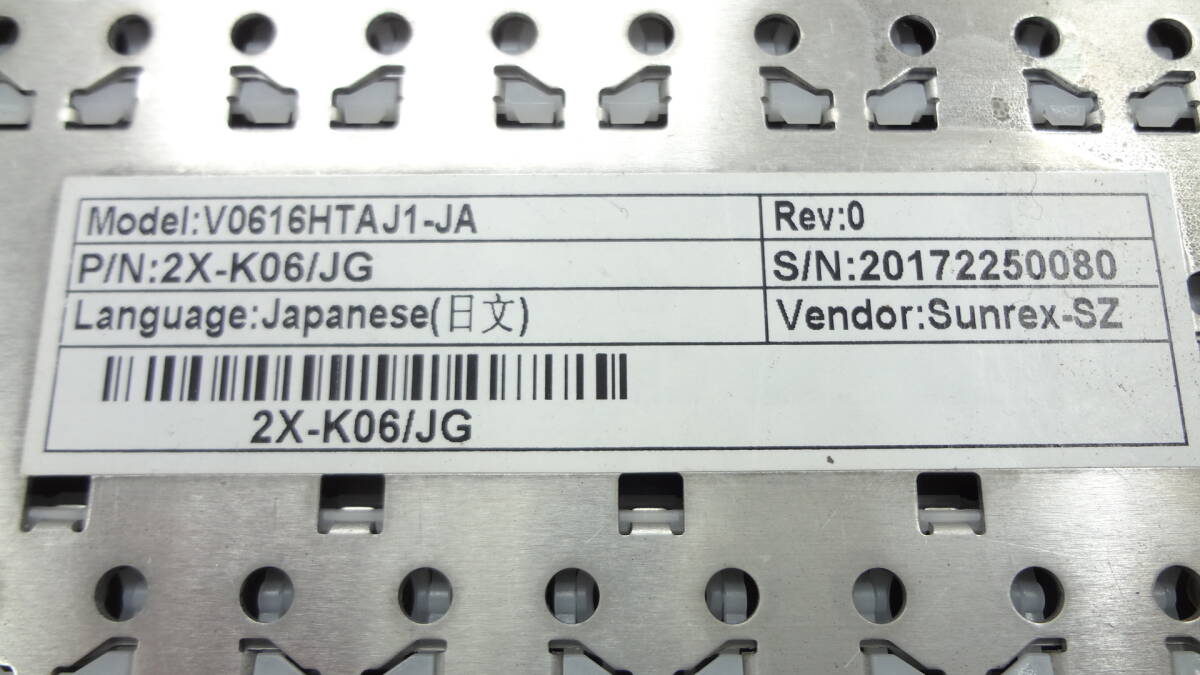 Model:V0616HTAJ1-JA
Rev:0
P/N:2X-K06/JG
S/N:20172250080
Language:Japanese(日文)
Vendor:Sunrex-SZ
2X-K06/JG